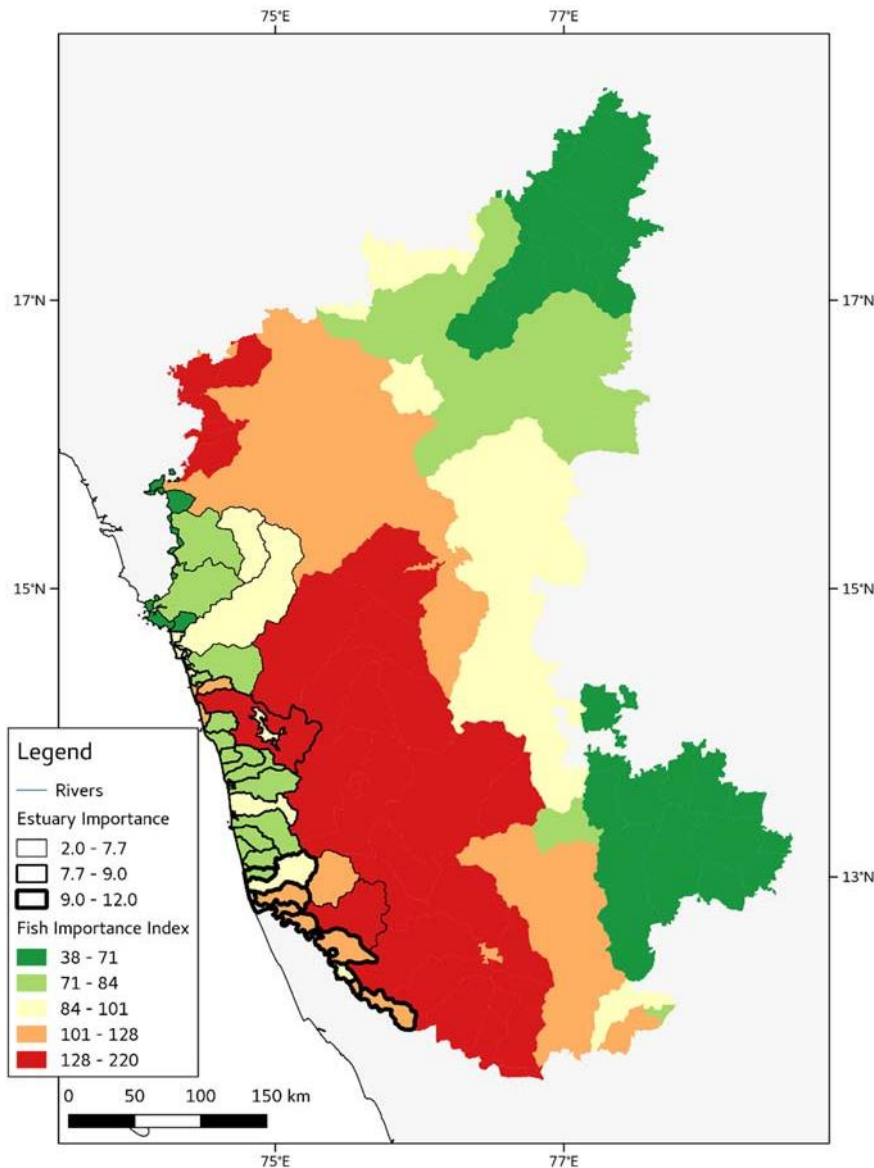 75°E 77°E
17°N 17°N
15°N 15°N
13°N 13°N
Legend
Rivers
Estuary Importance
2.0 - 7.7
7.7 - 9.0
9.0 - 12.0
Fish Importance Index
38 - 71
71 - 84
84 - 101
101 - 128
128 - 220
0 50 100 150 km
75°E 77°E